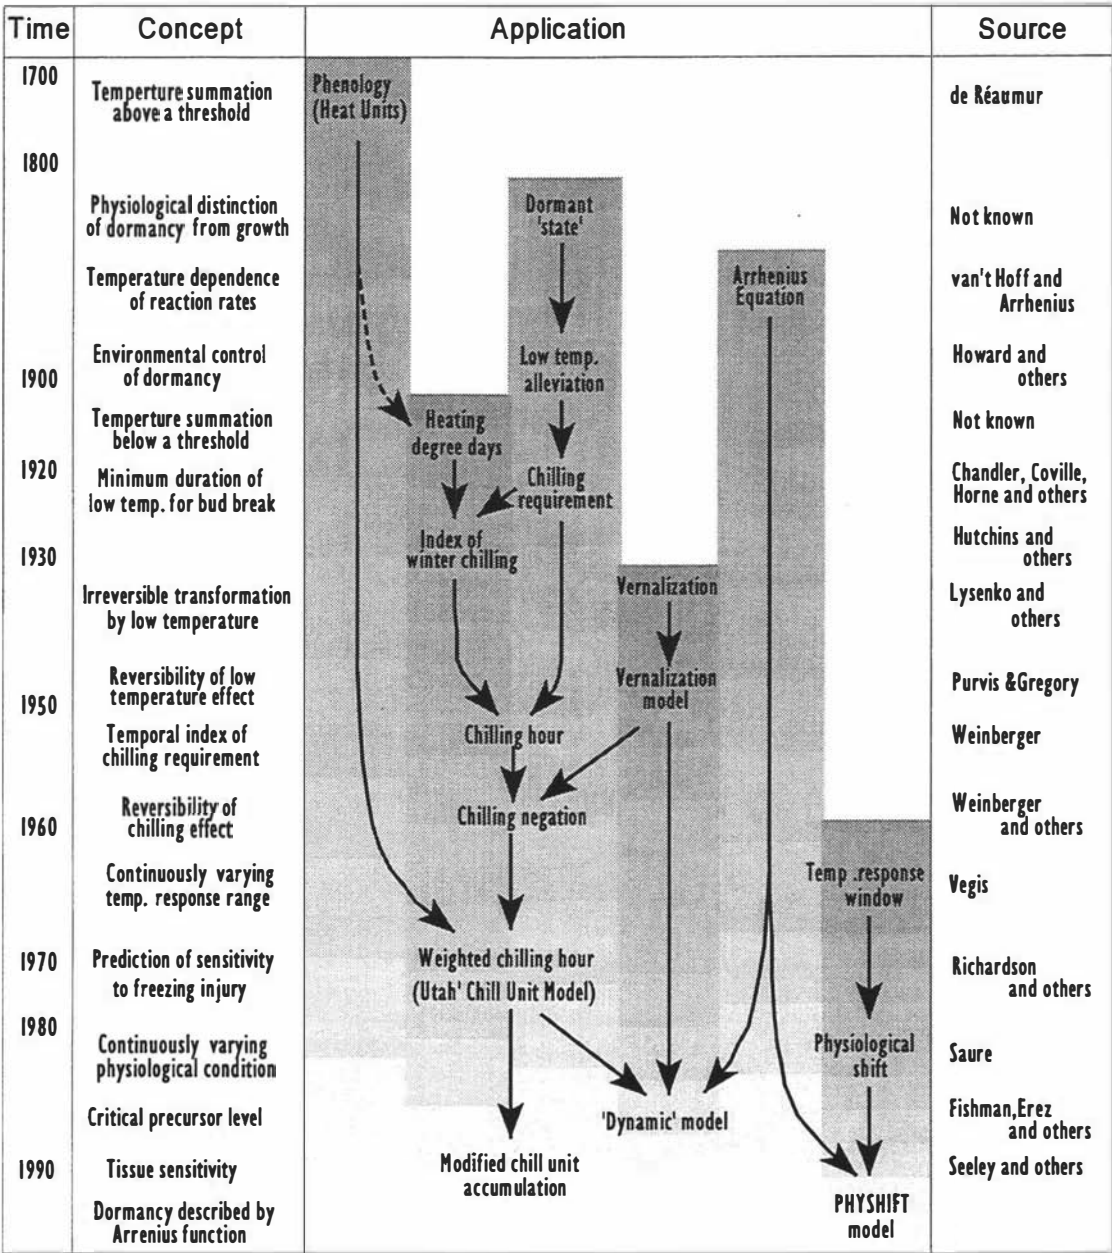 Time Concept Application Source
1700
Temperture summation
above a threshold
Phenology
(Heat Units)
de Réaumur
1800
Physiological distinction
of dormancy from growth
Dormant
'state'
Not known
Temperature dependence
of reaction rates
Arrhenius
Equation
van't Hoff and
Arrhenius
Environmental control
of dormancy
Low temp.
alleviation
Howard and
others
1900
Temperture summation
below a threshold
Heating
degree days
Not known
1920
Minimum duration of
low temp. for bud break
Chilling
requirement
Chandler, Coville,
Horne and others
Index of
winter chilling
Hutchins and
others
1930
Irreversible transformation
by low temperature
Vernalization
Lysenko and
others
Reversibility of low
temperature effect
Vernalization
model
Purvis &Gregory
1950
Temporal index of
chilling requirement
Chilling hour
Weinberger
Reversibility of
chilling effect
Chilling negation
Weinberger
and others
1960
Continuously varying
temp. response range
Temp .response
window
Vegis
1970
Prediction of sensitivity
to freezing injury
Weighted chilling hour
(Utah' Chill Unit Model)
Richardson
and others
1980
Continuously varying
physiological condition
Physiological
shift
Saure
Critical precursor level
'Dynamic' model
Fishman,Erez
and others
1990
Tissue sensitivity
Modified chill unit
accumulation
Seeley and others
Dormancy described by
Arrenius function
PHYSHIFT
model